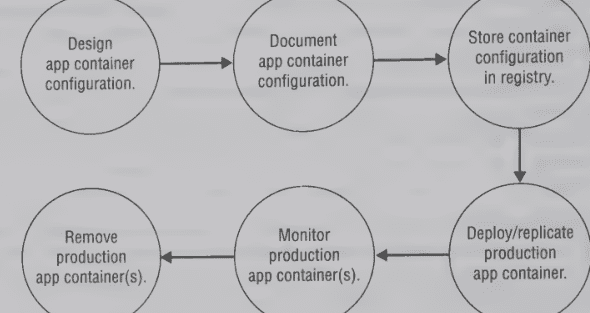 Design
app container
configuration.
Document
app container
configuration.
Store container
configuration
in registry.
Deploy/replicate
production
app container.
Monitor
production
app container(s).
Remove
production
app container(s).